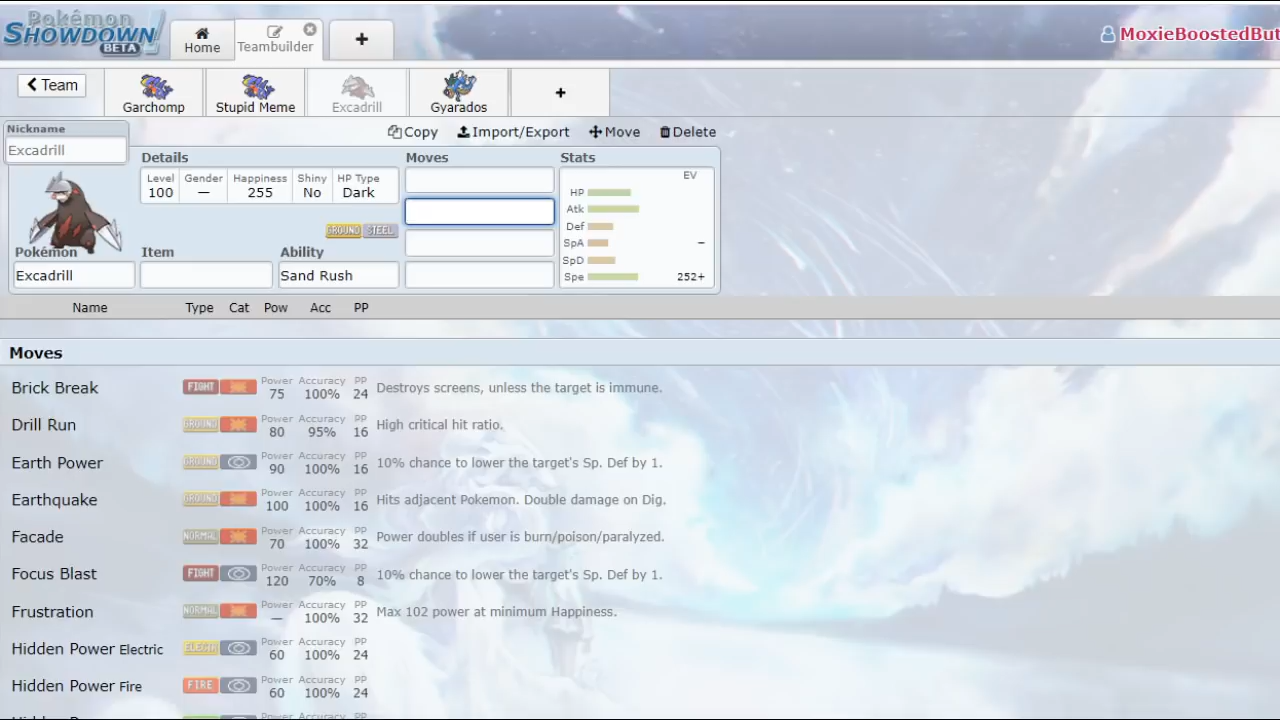 Pokémon
SHOWDOWN!
BETA
Home
Teambuilder
+
MoxieBoostedBut
Team
Garchomp
Stupid Meme
Excadrill
Gyarados
+
Copy Import/Export Move Delete
Nickname
Excadrill
Details
Level Gender Happiness Shiny HP Type
100 — 255 No Dark
GROUND STEEL
Pokémon Item Ability
Excadrill Sand Rush
Moves
Stats
EV
HP
Atk
Def
SpA –
SpD
Spe 252+
Name Type Cat Pow Acc PP
Moves
Brick Break FIGHT Power 75 Accuracy 100% PP 24 Destroys screens, unless the target is immune.
Drill Run GROUND Power 80 Accuracy 95% PP 16 High critical hit ratio.
Earth Power GROUND Power 90 Accuracy 100% PP 16 10% chance to lower the target's Sp. Def by 1.
Earthquake GROUND Power 100 Accuracy 100% PP 16 Hits adjacent Pokemon. Double damage on Dig.
Facade NORMAL Power 70 Accuracy 100% PP 32 Power doubles if user is burn/poison/paralyzed.
Focus Blast FIGHT Power 120 Accuracy 70% PP 8 10% chance to lower the target's Sp. Def by 1.
Frustration NORMAL Power — Accuracy 100% PP 32 Max 102 power at minimum Happiness.
Hidden Power Electric ELECTR Power 60 Accuracy 100% PP 24
Hidden Power Fire FIRE Power 60 Accuracy 100% PP 24
Power Accuracy PP